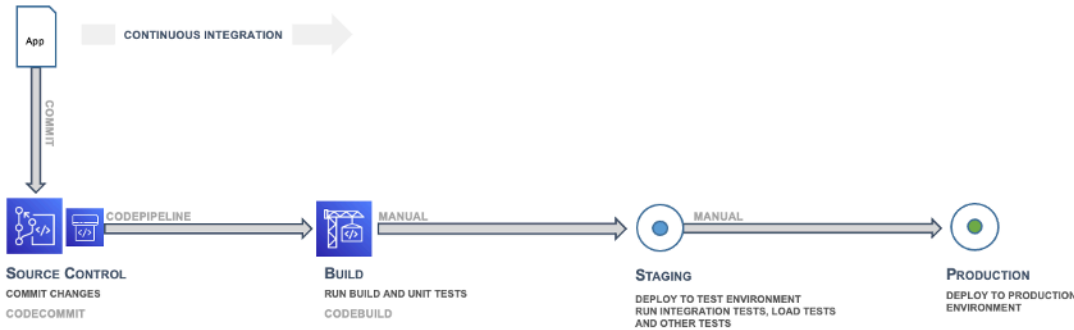 App
CONTINUOUS INTEGRATION
COMMIT
CODEPIPELINE
MANUAL
MANUAL
SOURCE CONTROL
COMMIT CHANGES
CODECOMMIT
BUILD
RUN BUILD AND UNIT TESTS
CODEBUILD
STAGING
DEPLOY TO TEST ENVIRONMENT
RUN INTEGRATION TESTS, LOAD TESTS
AND OTHER TESTS
PRODUCTION
DEPLOY TO PRODUCTION
ENVIRONMENT